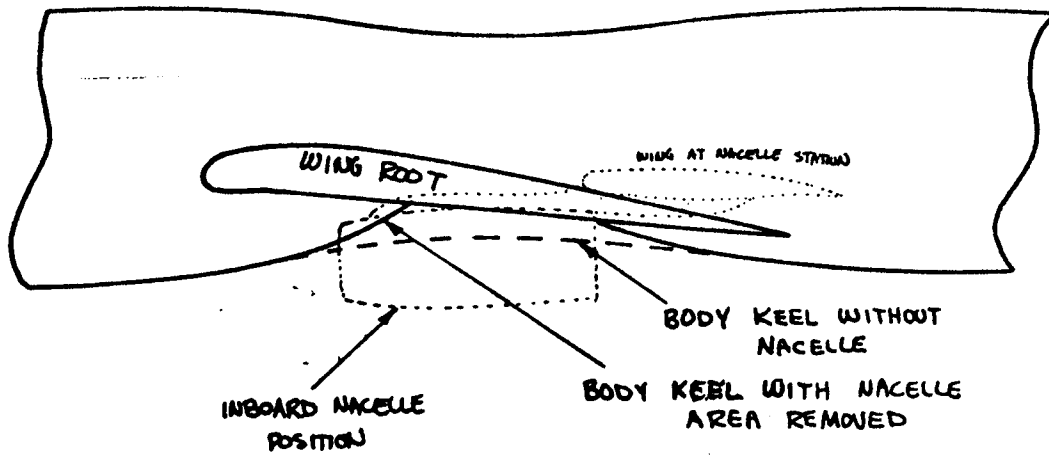 WING ROOT
WING AT NACELLE STATION
BODY KEEL WITHOUT
NACELLE
BODY KEEL WITH NACELLE
AREA REMOVED
INBOARD NACELLE
POSITION